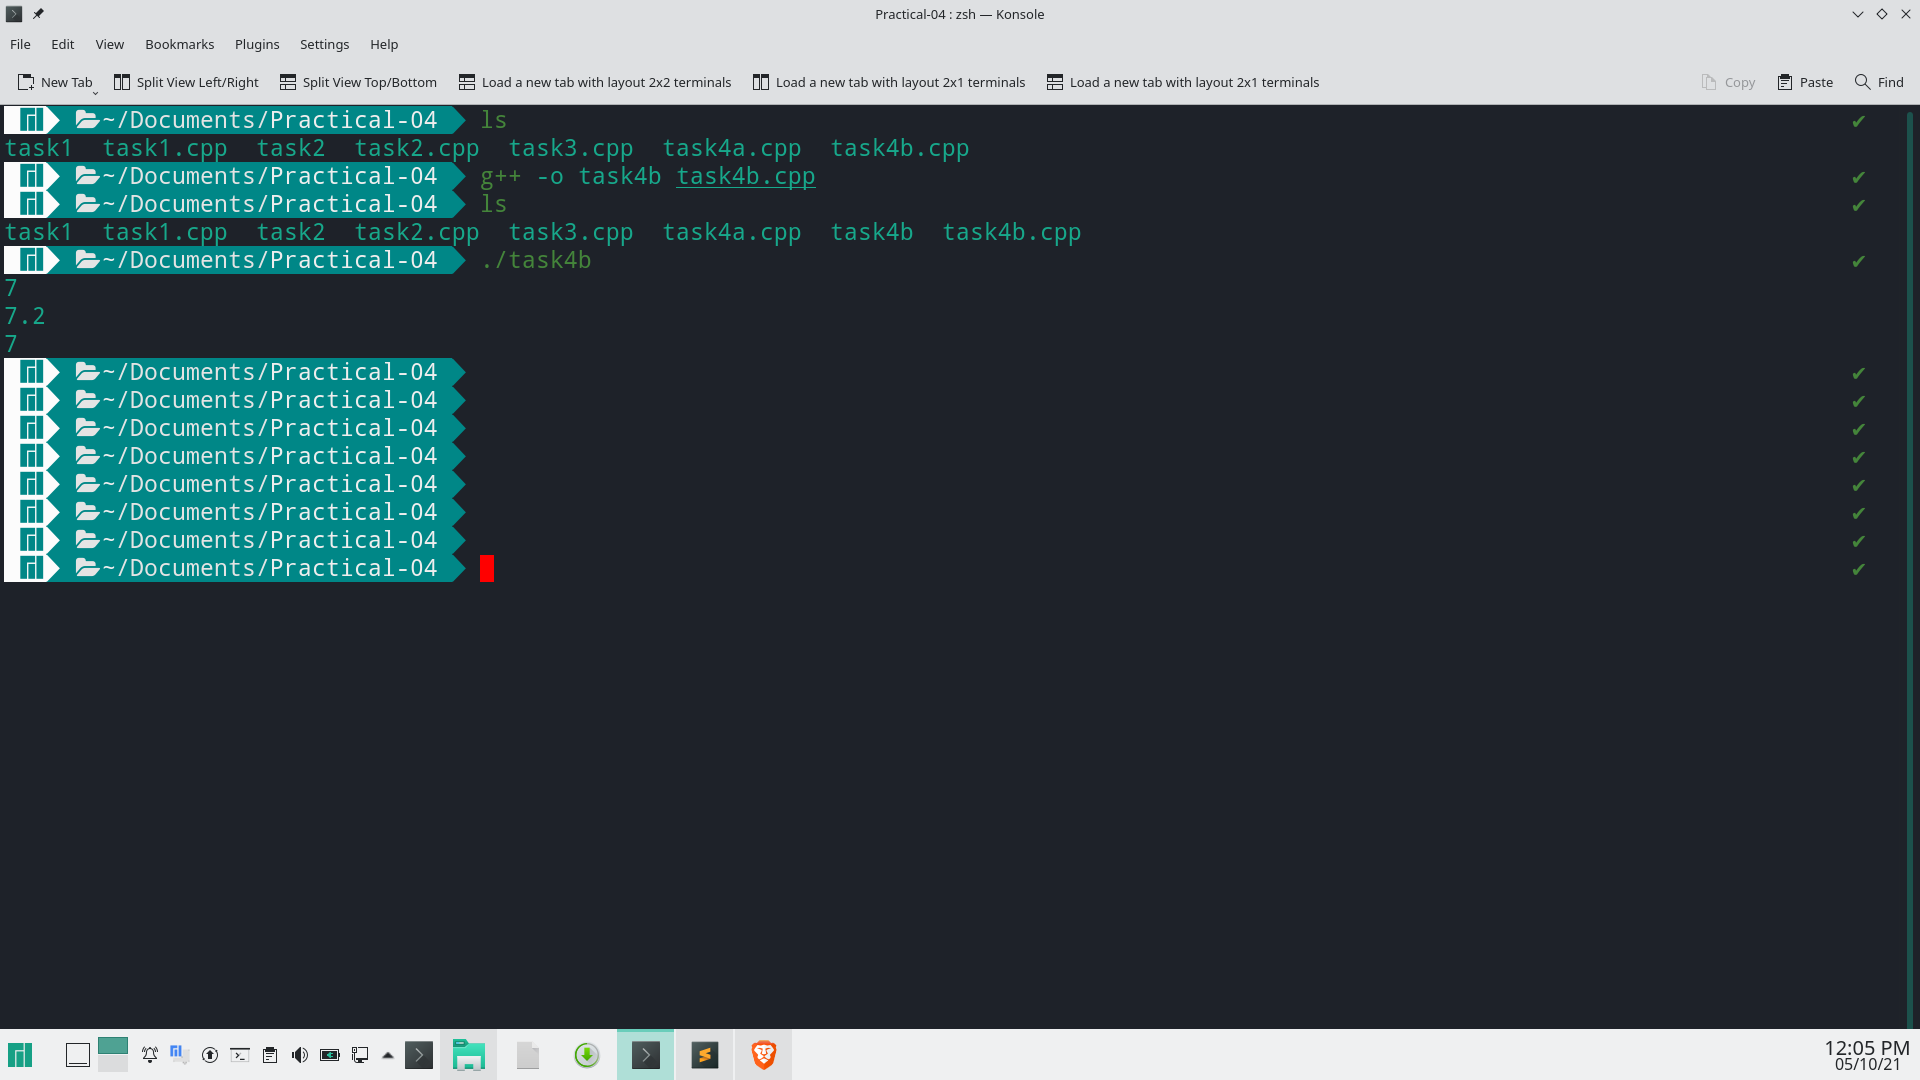 Practical-04 : zsh — Konsole
File Edit View Bookmarks Plugins Settings Help
New Tab Split View Left/Right Split View Top/Bottom Load a new tab with layout 2x2 terminals Load a new tab with layout 2x1 terminals Load a new tab with layout 2x1 terminals Copy Paste Find
~/Documents/Practical-04 ls ✔
task1 task1.cpp task2 task2.cpp task3.cpp task4a.cpp task4b.cpp
~/Documents/Practical-04 g++ -o task4b task4b.cpp ✔
~/Documents/Practical-04 ls ✔
task1 task1.cpp task2 task2.cpp task3.cpp task4a.cpp task4b task4b.cpp
~/Documents/Practical-04 ./task4b ✔
7
7.2
7
~/Documents/Practical-04 ✔
~/Documents/Practical-04 ✔
~/Documents/Practical-04 ✔
~/Documents/Practical-04 ✔
~/Documents/Practical-04 ✔
~/Documents/Practical-04 ✔
~/Documents/Practical-04 ✔
~/Documents/Practical-04 ✔
12:05 PM
05/10/21